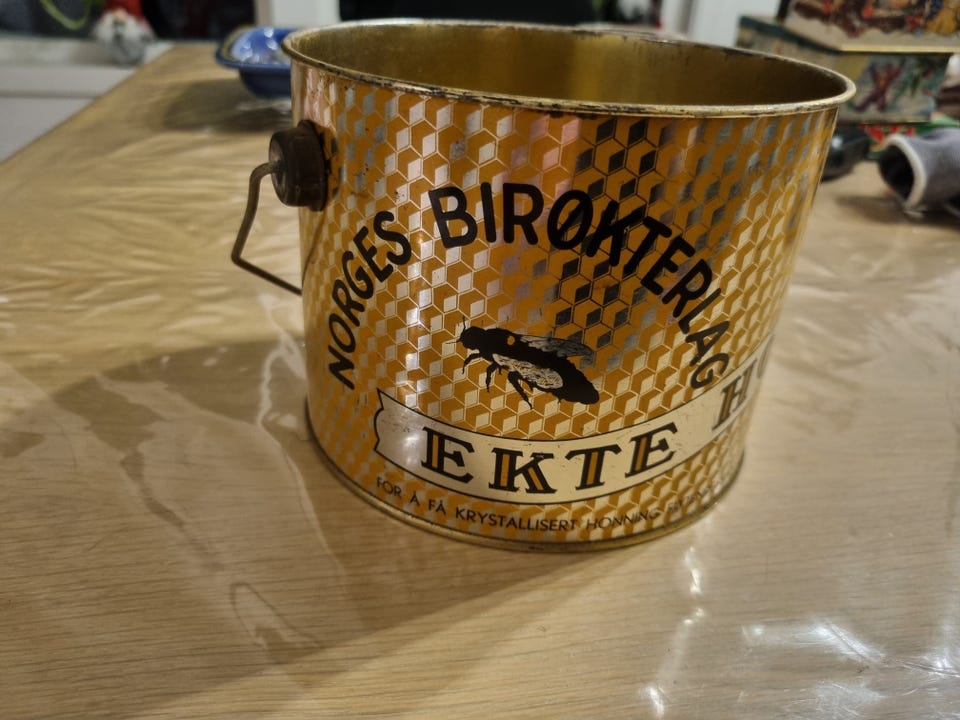 NORGES BIRØKTERLAG
EKTE H
FOR Å FÅ KRYSTALLISERT HONNING